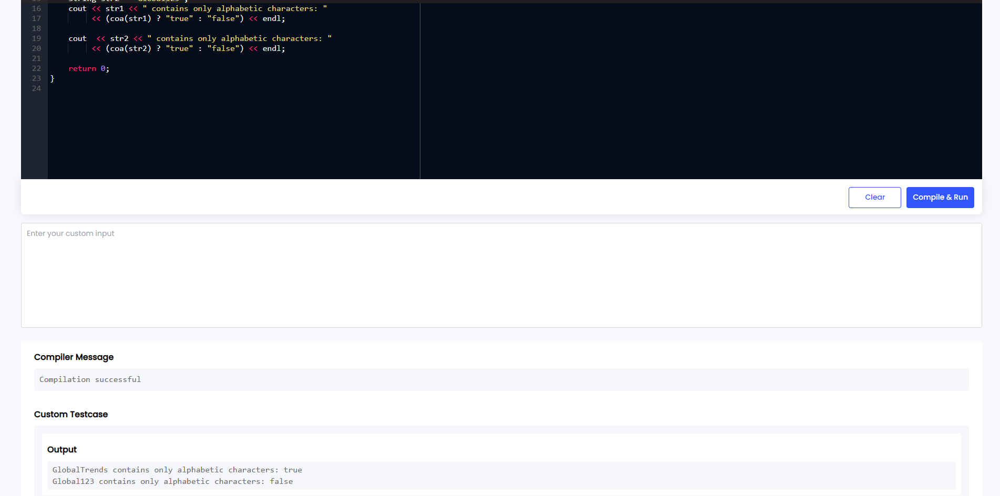 16 cout << str1 << " contains only alphabetic characters: "
17 << (coa(str1) ? "true" : "false") << endl;
18
19 cout  << str2 << " contains only alphabetic characters: "
20 << (coa(str2) ? "true" : "false") << endl;
21
22 return 0;
23 }
24
Clear Compile & Run
Enter your custom input
Compiler Message
Compilation successful
Custom Testcase
Output
GlobalTrends contains only alphabetic characters: true
Global123 contains only alphabetic characters: false